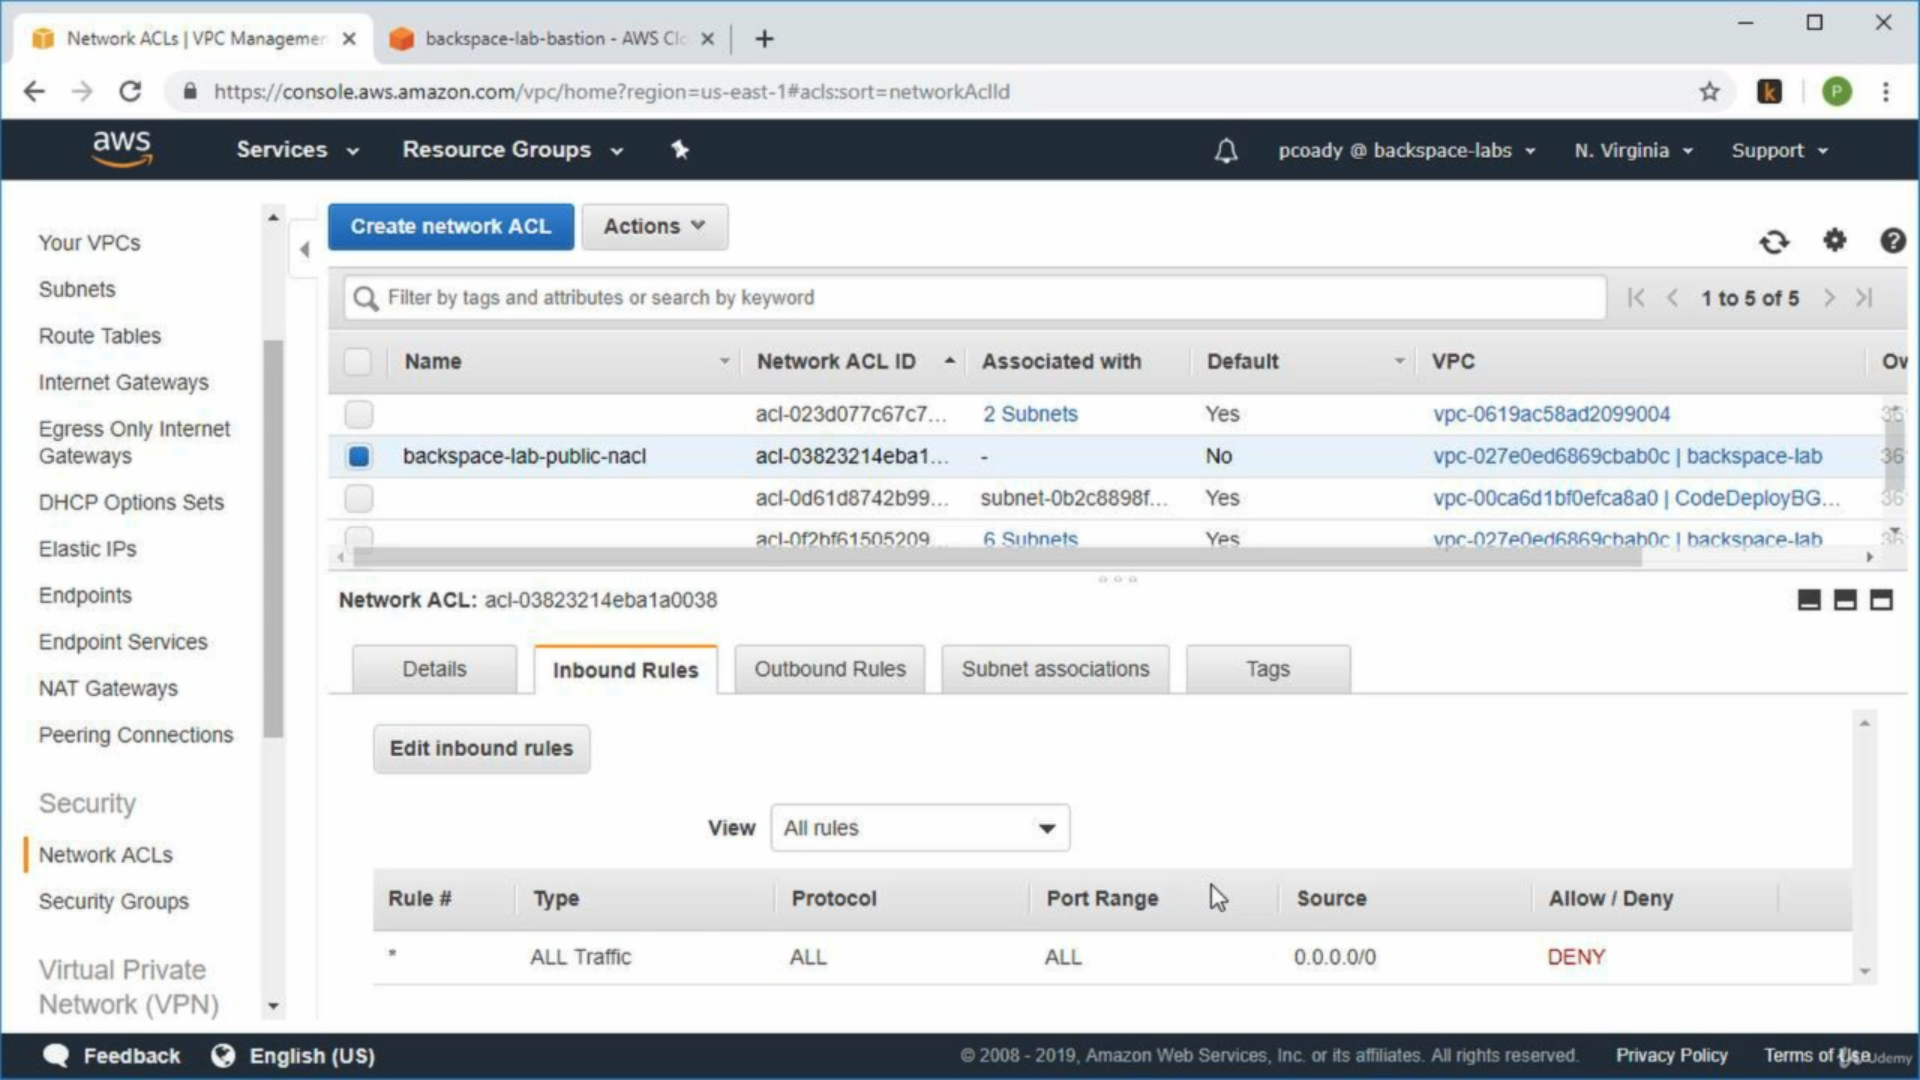 Network ACLs | VPC Managemen
backspace-lab-bastion - AWS Clo
https://console.aws.amazon.com/vpc/home?region=us-east-1#acls:sort=networkAclId
k
P
aws
Services
Resource Groups
pcoady @ backspace-labs
N. Virginia
Support
Your VPCs
Subnets
Route Tables
Internet Gateways
Egress Only Internet
Gateways
DHCP Options Sets
Elastic IPs
Endpoints
Endpoint Services
NAT Gateways
Peering Connections
Security
Network ACLs
Security Groups
Virtual Private
Network (VPN)
Create network ACL
Actions
Filter by tags and attributes or search by keyword
1 to 5 of 5
Name Network ACL ID Associated with Default VPC Ow
acl-023d077c67c7... 2 Subnets Yes vpc-0619ac58ad2099004 36
backspace-lab-public-nacl acl-03823214eba1... - No vpc-027e0ed6869cbab0c | backspace-lab 36
acl-0d61d8742b99... subnet-0b2c8898f... Yes vpc-00ca6d1bf0efca8a0 | CodeDeployBG... 36
acl-0f2bf61505209... 6 Subnets Yes vpc-027e0ed6869cbab0c | backspace-lab 36
Network ACL: acl-03823214eba1a0038
Details
Inbound Rules
Outbound Rules
Subnet associations
Tags
Edit inbound rules
View All rules
Rule # Type Protocol Port Range Source Allow / Deny
* ALL Traffic ALL ALL 0.0.0.0/0 DENY
Feedback
English (US)
© 2008 - 2019, Amazon Web Services, Inc. or its affiliates. All rights reserved.
Privacy Policy
Terms of Use
Udemy